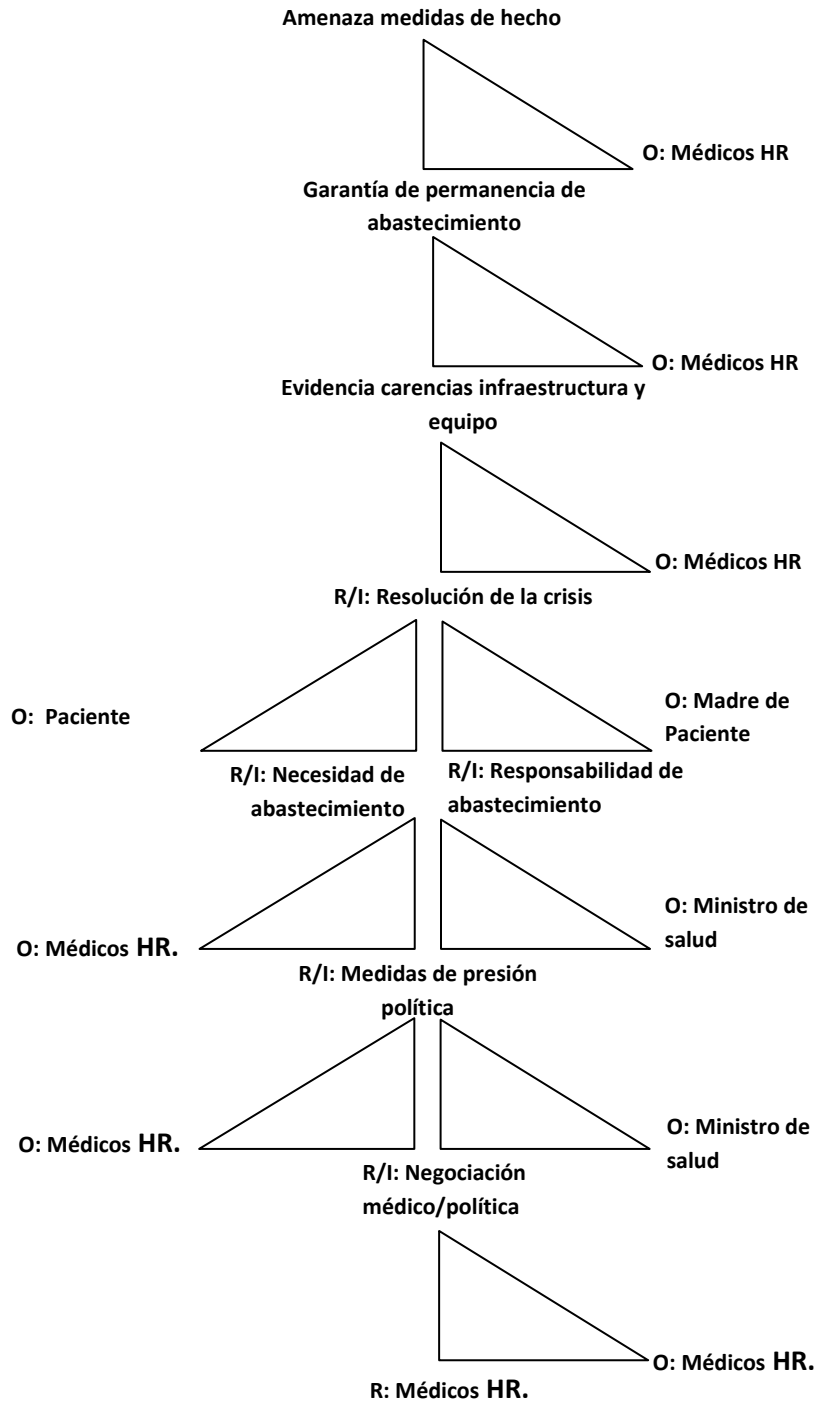 Amenaza medidas de hecho
O: Médicos HR
Garantía de permanencia de
abastecimiento
O: Médicos HR
Evidencia carencias infraestructura y
equipo
O: Médicos HR
R/I: Resolución de la crisis
O: Paciente
O: Madre de
Paciente
R/I: Necesidad de
abastecimiento
R/I: Responsabilidad de
abastecimiento
O: Médicos HR.
O: Ministro de
salud
R/I: Medidas de presión
política
O: Médicos HR.
O: Ministro de
salud
R/I: Negociación
médico/política
O: Médicos HR.
R: Médicos HR.